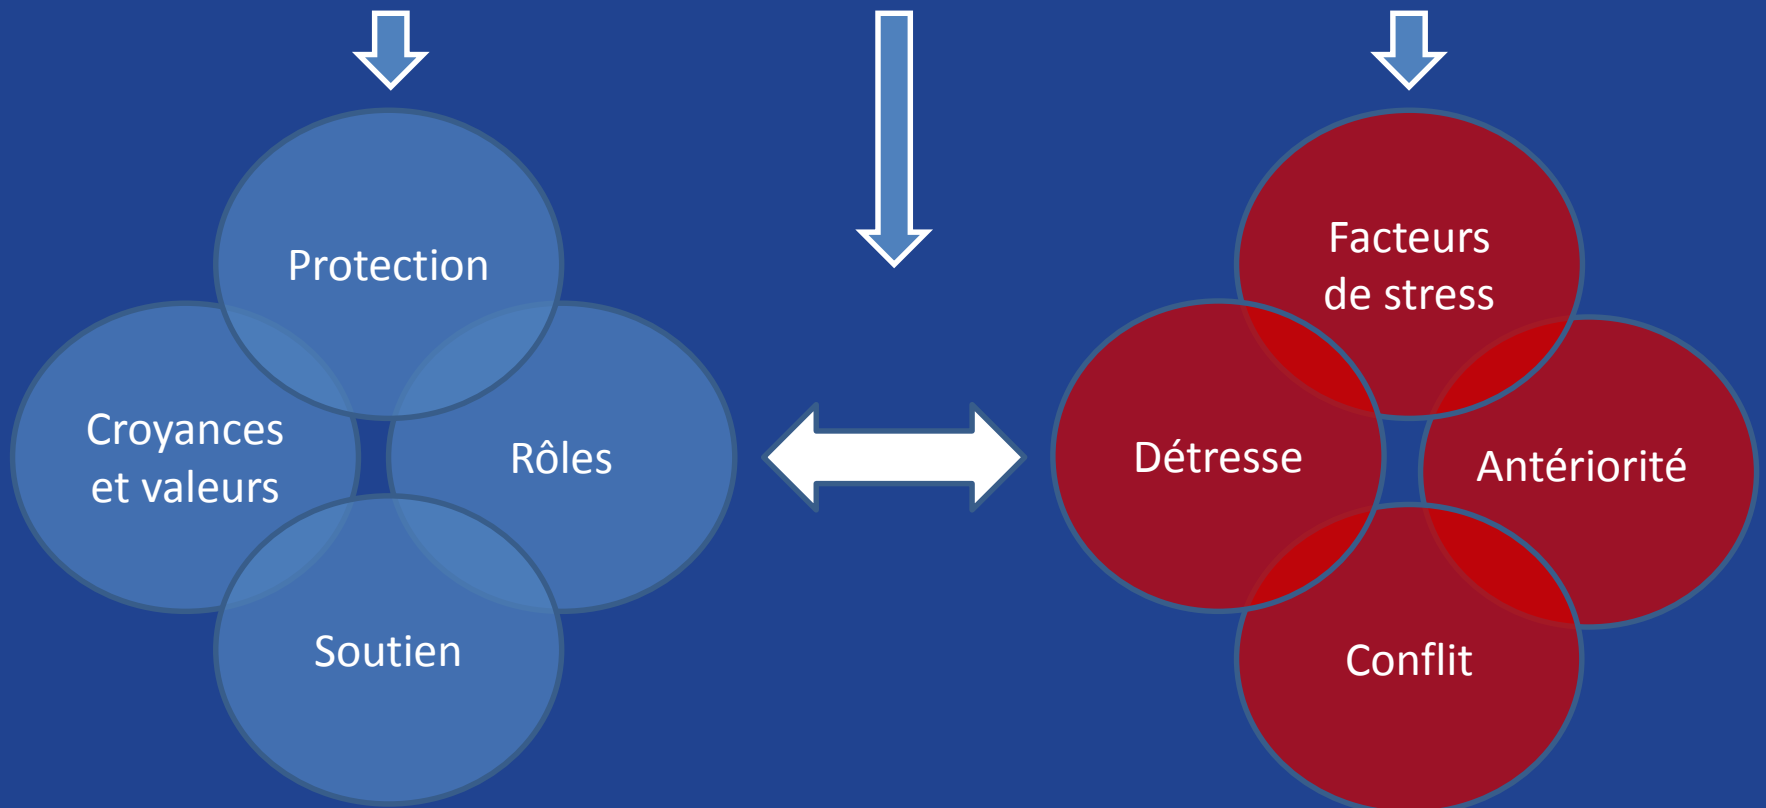 Protection
Croyances
et valeurs
Rôles
Soutien
Facteurs
de stress
Détresse
Antériorité
Conflit